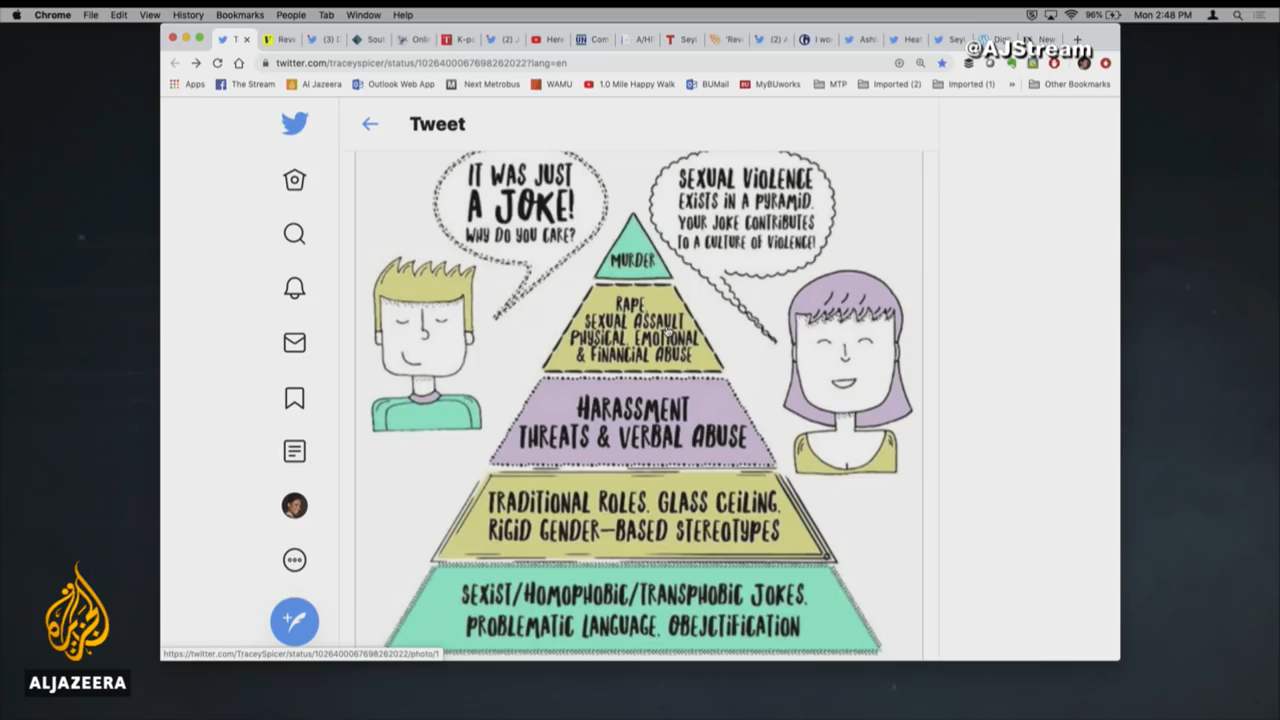 Chrome File Edit View History Bookmarks People Tab Window Help
96% Mon 2:48 PM
@AJStream
twitter.com/traceyspicer/status/1026400067698262022?lang=en
Apps The Stream Al Jazeera Outlook Web App Next Metrobus WAMU 1.0 Mile Happy Walk BUMail MyBUworks MTP Imported (2) Imported (1) » Other Bookmarks
Tweet
IT WAS JUST
A JOKE!
WHY DO YOU CARE?
SEXUAL VIOLENCE
EXISTS IN A PYRAMID.
YOUR JOKE CONTRIBUTES
TO A CULTURE OF VIOLENCE!
MURDER
RAPE,
SEXUAL ASSAULT
PHYSICAL, EMOTIONAL
& FINANCIAL ABUSE
HARASSMENT
THREATS & VERBAL ABUSE
TRADITIONAL ROLES, GLASS CEILING,
RIGID GENDER-BASED STEREOTYPES
SEXIST/HOMOPHOBIC/TRANSPHOBIC JOKES,
PROBLEMATIC LANGUAGE, OBEJCTIFICATION
https://twitter.com/TraceySpicer/status/1026400067698262022/photo/1
ALJAZEERA